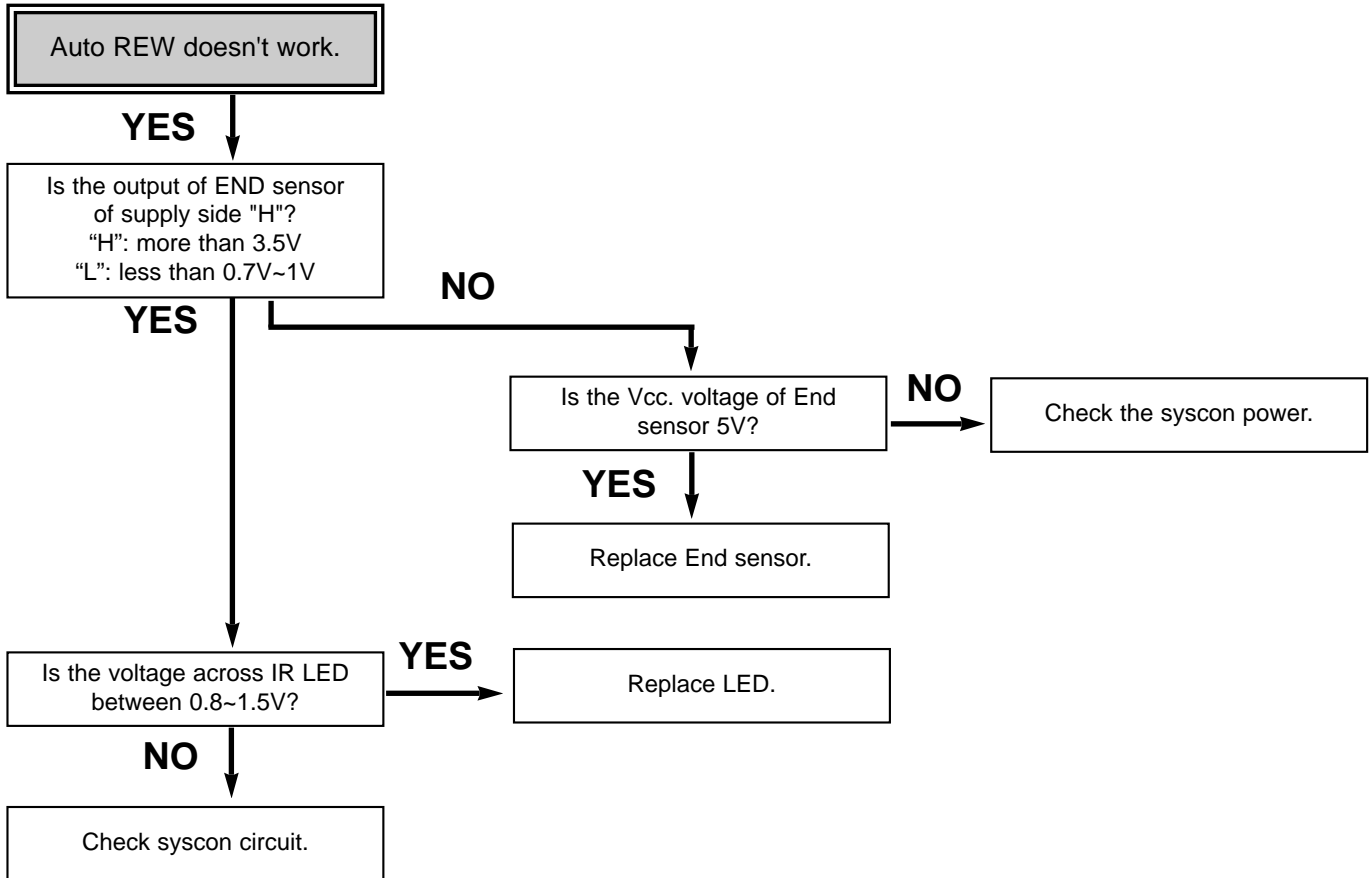 Auto REW doesn't work.
YES
Is the output of END sensor
of supply side "H"?
“H”: more than 3.5V
“L”: less than 0.7V~1V
YES
NO
Is the Vcc. voltage of End
sensor 5V?
NO
Check the syscon power.
YES
Replace End sensor.
Is the voltage across IR LED
between 0.8~1.5V?
YES
Replace LED.
NO
Check syscon circuit.